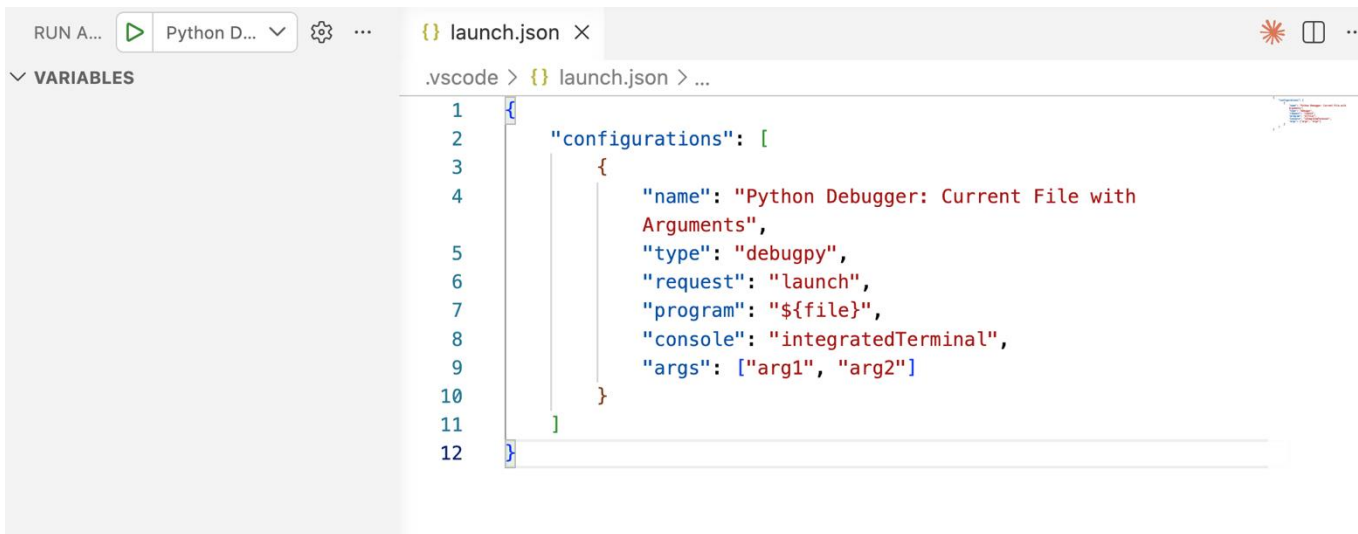 RUN A... Python D... ...
launch.json
VARIABLES
.vscode > {} launch.json > ...
1 {
2 "configurations": [
3 {
4 "name": "Python Debugger: Current File with
Arguments",
5 "type": "debugpy",
6 "request": "launch",
7 "program": "${file}",
8 "console": "integratedTerminal",
9 "args": ["arg1", "arg2"]
10 }
11 ]
12 }